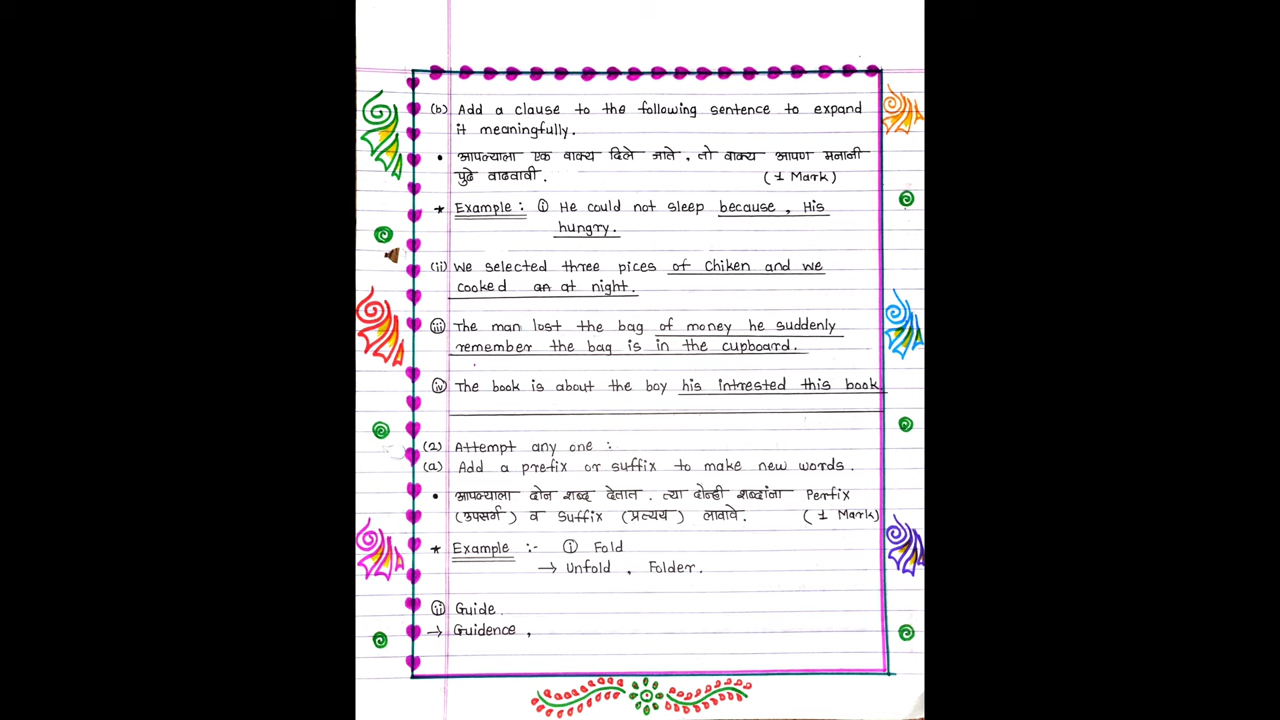 (b) Add a clause to the following sentence to expand
it meaningfully.
• आपल्याला एक वाक्य दिले जाते, तो वाक्य आपण मनानी
पुढे वाढवावी. (1 Mark)
* Example: (i) He could not sleep because, His
hungry.
(ii) We selected three pices of chiken and we
cooked at night.
(iii) The man lost the bag of money he suddenly
remember the bag is in the cupboard.
(iv) The book is about the boy his intrested this book
(2) Attempt any one :
(a) Add a prefix or suffix to make new words.
• आपल्याला दोन शब्द देतात. त्या दोन्ही शब्दांना Perfix
(उपसर्ग) व Suffix (प्रत्यय) लावावे. (1 Mark)
* Example :- (i) Fold
→ Unfold, Folder.
(ii) Guide.
→ Guidence,